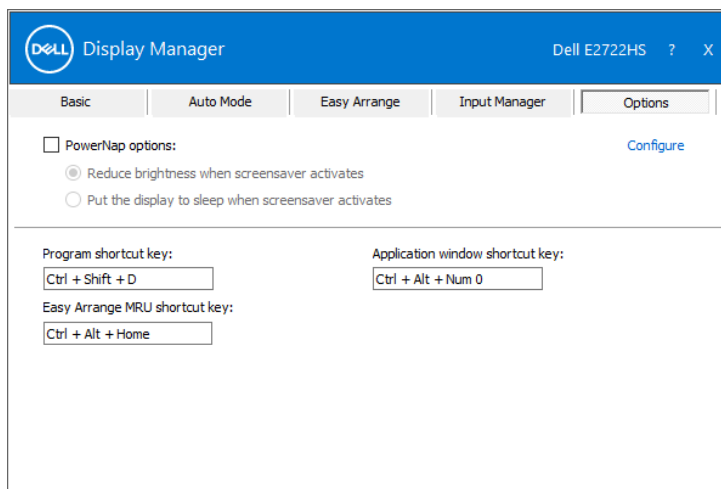 DELL Display Manager Dell E2722HS ? X
Basic Auto Mode Easy Arrange Input Manager Options
PowerNap options: Configure
Reduce brightness when screensaver activates
Put the display to sleep when screensaver activates
Program shortcut key: Application window shortcut key:
Ctrl + Shift + D Ctrl + Alt + Num 0
Easy Arrange MRU shortcut key:
Ctrl + Alt + Home